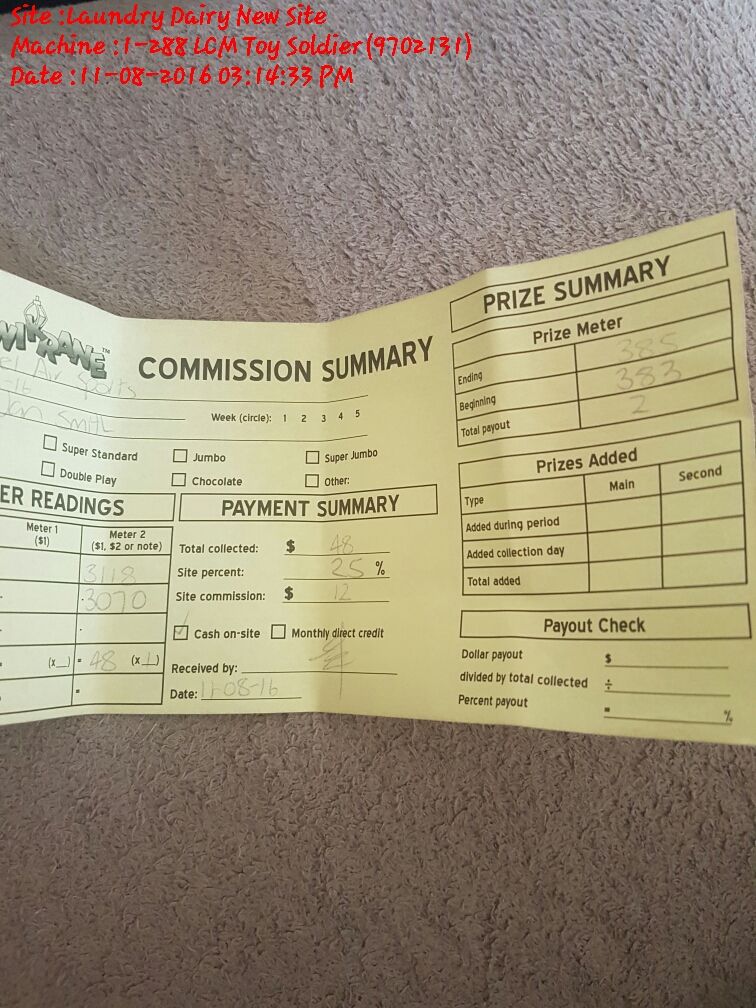 Site :Laundry Dairy New Site
Machine :1-288 LCM Toy Soldier(9702131)
Date :11-08-2016 03:14:33 PM
COMMISSION SUMMARY
Air Sports
-16
Smith
Week (circle): 1 2 3 4 5
Super Standard
Jumbo
Super Jumbo
Double Play
Chocolate
Other:
ER READINGS
Meter 1
($1)
Meter 2
($1, $2 or note)
3118
3070
(x__) = 48 (x 1)
PAYMENT SUMMARY
Total collected: $ 48
Site percent: 25 %
Site commission: $ 12
Cash on-site
Monthly direct credit
Received by:
Date: 11-08-16
PRIZE SUMMARY
Prize Meter
Ending 385
Beginning 383
Total payout 2
Prizes Added
Type Main Second
Added during period
Added collection day
Total added
Payout Check
Dollar payout $
divided by total collected ÷
Percent payout = %